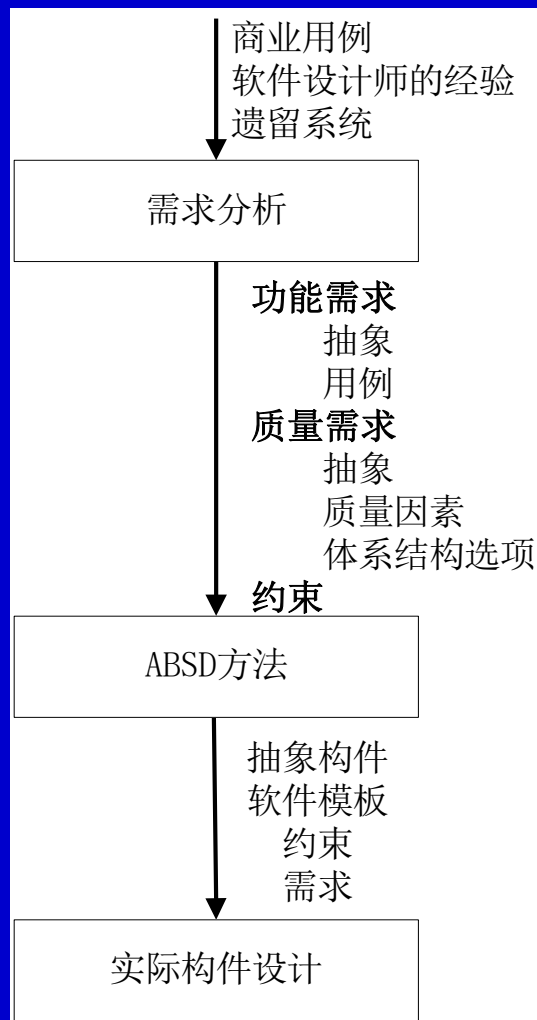 商业用例
软件设计师的经验
遗留系统
需求分析
功能需求
抽象
用例
质量需求
抽象
质量因素
体系结构选项
约束
ABSD方法
抽象构件
软件模板
约束
需求
实际构件设计